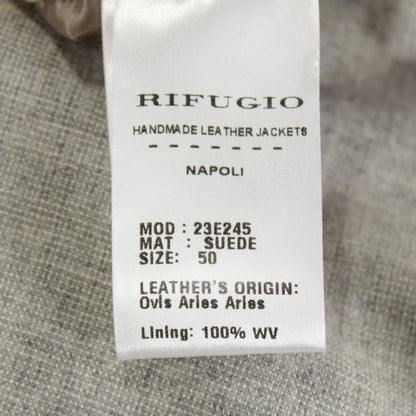 RIFUGIO
HANDMADE LEATHER JACKETS
- - - - - - -
NAPOLI
MOD : 23E245
MAT : SUEDE
SIZE: 50
LEATHER'S ORIGIN:
Ovis Aries Aries
Lining: 100% WV